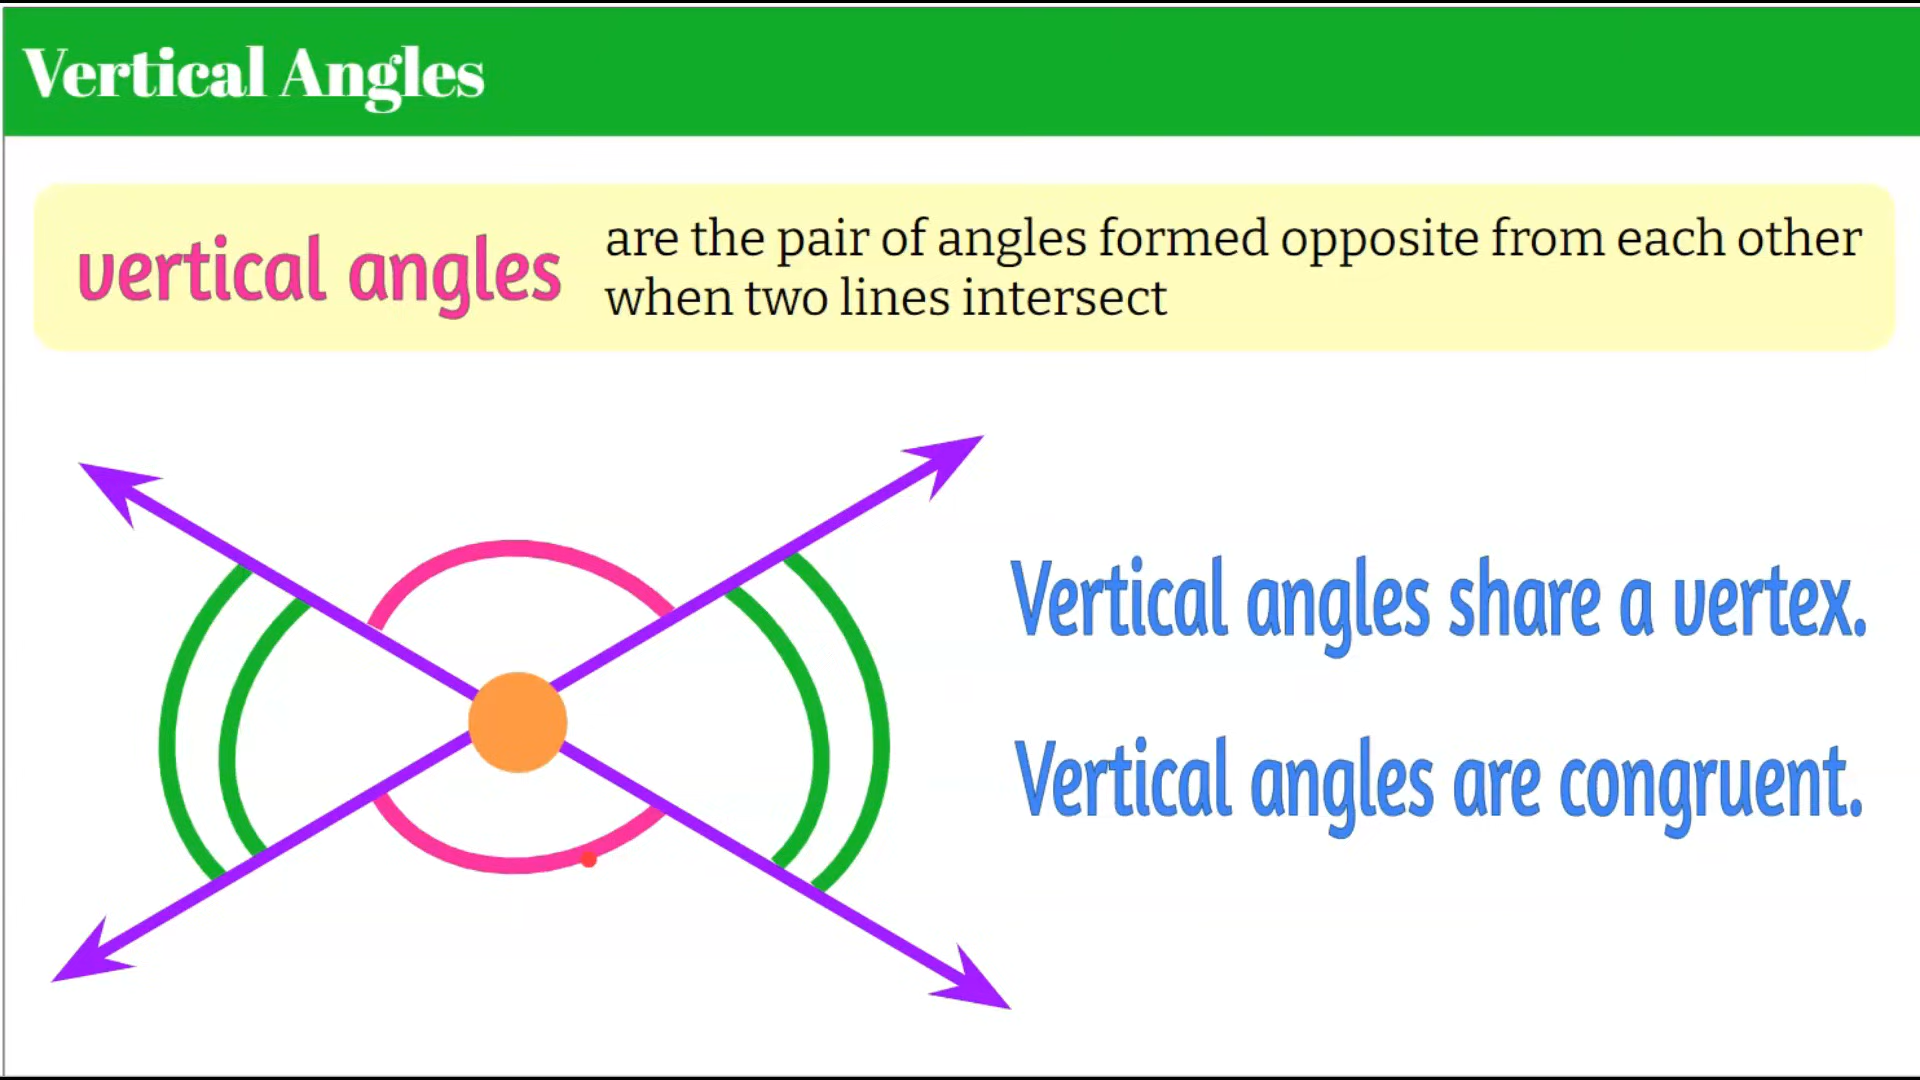 Vertical Angles
vertical angles
are the pair of angles formed opposite from each other
when two lines intersect
Vertical angles share a vertex.
Vertical angles are congruent.